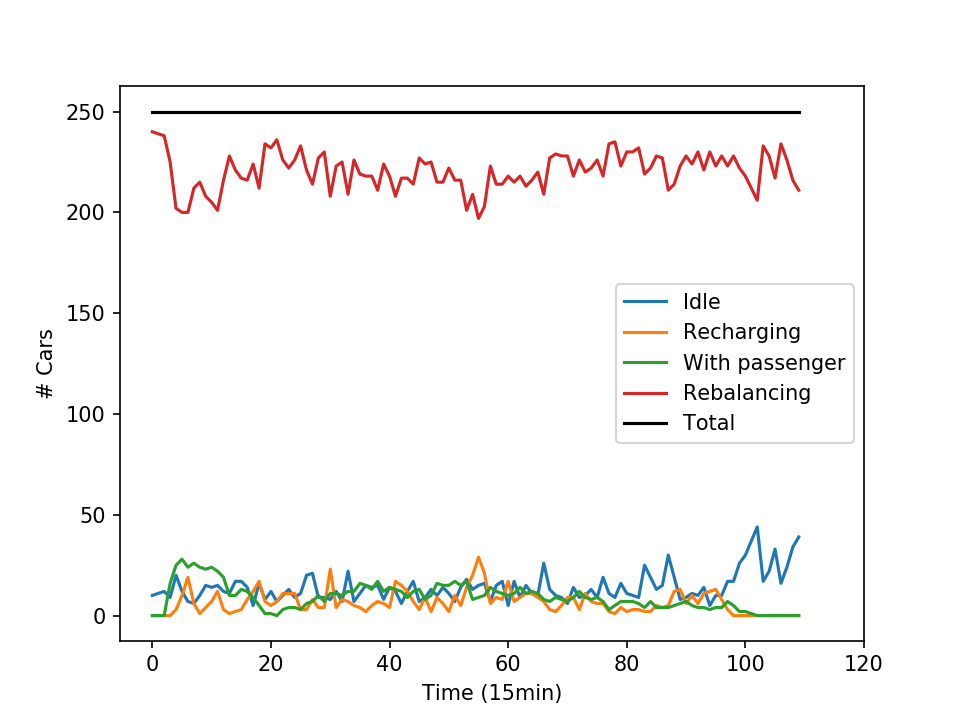 250
200
150
100
50
0
# Cars
Idle
Recharging
With passenger
Rebalancing
Total
0 20 40 60 80 100 120
Time (15min)